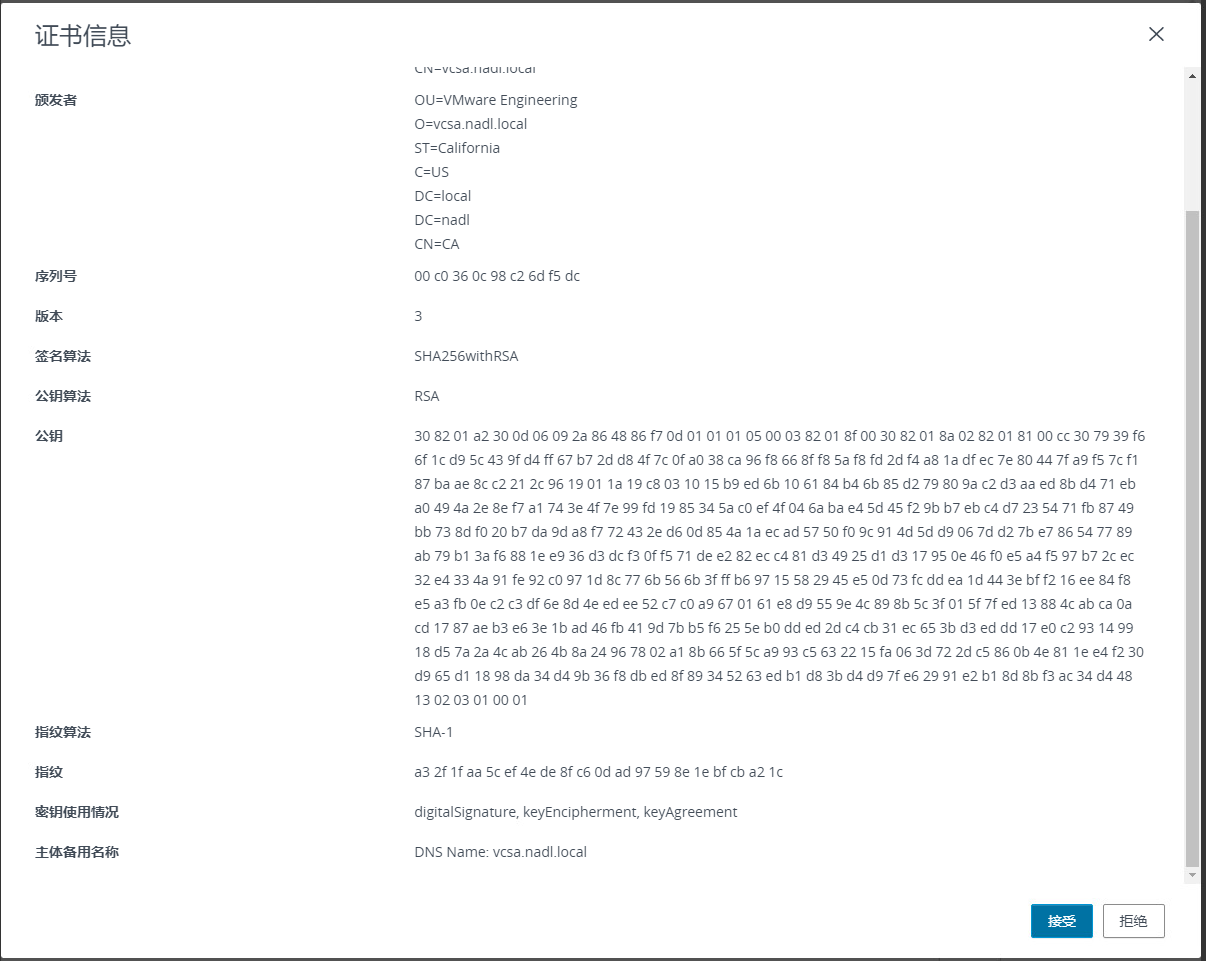 证书信息
CN=vcsa.nadl.local
颁发者
OU=VMware Engineering
O=vcsa.nadl.local
ST=California
C=US
DC=local
DC=nadl
CN=CA
序列号
00 c0 36 0c 98 c2 6d f5 dc
版本
3
签名算法
SHA256withRSA
公钥算法
RSA
公钥
30 82 01 a2 30 0d 06 09 2a 86 48 86 f7 0d 01 01 01 05 00 03 82 01 8f 00 30 82 01 8a 02 82 01 81 00 cc 30 79 39 f6
6f 1c d9 5c 43 9f d4 ff 67 b7 2d d8 4f 7c 0f a0 38 ca 96 f8 66 8f f8 5a f8 fd 2d f4 a8 1a df ec 7e 80 44 7f a9 f5 7c f1
87 ba ae 8c c2 21 2c 96 19 01 1a 19 c8 03 10 15 b9 ed 6b 10 61 84 b4 6b 85 d2 79 80 9a c2 d3 aa ed 8b d4 71 eb
a0 49 4a 2e 8e f7 a1 74 3e 4f 7e 99 fd 19 85 34 5a c0 ef 4f 04 6a ba e4 5d 45 f2 9b b7 eb c4 d7 23 54 71 fb 87 49
bb 73 8d f0 20 b7 da 9d a8 f7 72 43 2e d6 0d 85 4a 1a ec ad 57 50 f0 9c 91 4d 5d d9 06 7d d2 7b e7 86 54 77 89
ab 79 b1 3a f6 88 1e e9 36 d3 dc f3 0f f5 71 de e2 82 ec c4 81 d3 49 25 d1 d3 17 95 0e 46 f0 e5 a4 f5 97 b7 2c ec
32 e4 33 4a 91 fe 92 c0 97 1d 8c 77 6b 56 6b 3f ff b6 97 15 58 29 45 e5 0d 73 fc dd ea 1d 44 3e bf f2 16 ee 84 f8
e5 a3 fb 0e c2 c3 df 6e 8d 4e ed ee 52 c7 c0 a9 67 01 61 e8 d9 55 9e 4c 89 8b 5c 3f 01 5f 7f ed 13 88 4c ab ca 0a
cd 17 87 ae b3 e6 3e 1b ad 46 fb 41 9d 7b b5 f6 25 5e b0 dd ed 2d c4 cb 31 ec 65 3b d3 ed dd 17 e0 c2 93 14 99
18 d5 7a 2a 4c ab 26 4b 8a 24 96 78 02 a1 8b 66 5f 5c a9 93 c5 63 22 15 fa 06 3d 72 2d c5 86 0b 4e 81 1e e4 f2 30
d9 65 d1 18 98 da 34 d4 9b 36 f8 db ed 8f 89 34 52 63 ed b1 d8 3b d4 d9 7f e6 29 91 e2 b1 8d 8b f3 ac 34 d4 48
13 02 03 01 00 01
指纹算法
SHA-1
指纹
a3 2f 1f aa 5c ef 4e de 8f c6 0d ad 97 59 8e 1e bf cb a2 1c
密钥使用情况
digitalSignature, keyEncipherment, keyAgreement
主体备用名称
DNS Name: vcsa.nadl.local
接受
拒绝